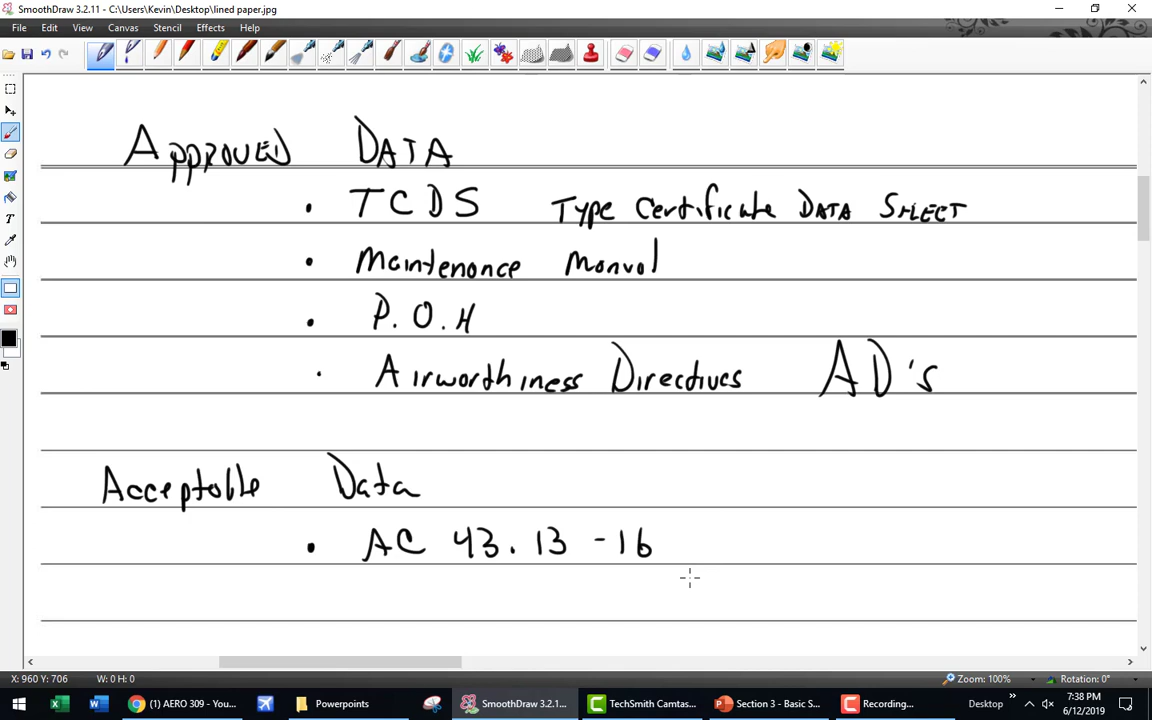 SmoothDraw 3.2.11 - C:\Users\Kevin\Desktop\lined paper.jpg
File Edit View Canvas Stencil Effects Help
APPROVED DATA
• TCDS Type Certificate DATA SHEET
• Maintenance Manual
• P.O.H
• Airworthiness Directives AD's
Acceptable Data
• AC 43.13 -1b
X: 960 Y: 706 W: 0 H: 0 Zoom: 100% Rotation: 0°
(1) AERO 309 - You... Powerpoints SmoothDraw 3.2.1... TechSmith Camtas... Section 3 - Basic S... Recording... Desktop 7:38 PM
6/12/2019